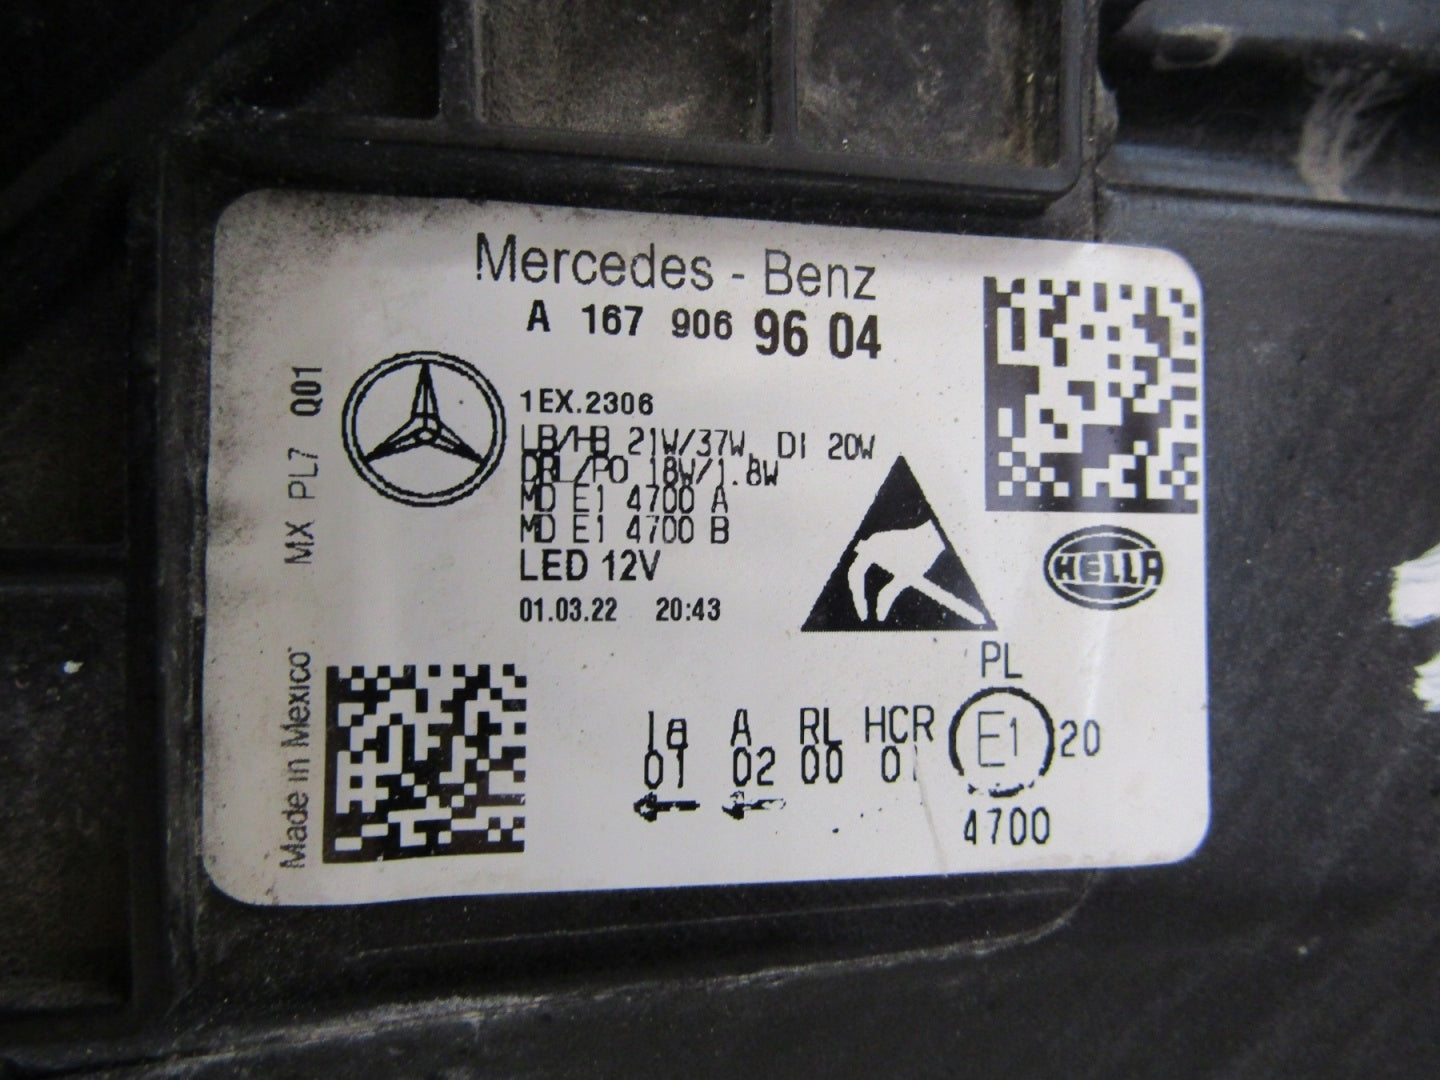 Mercedes - Benz
A 167 906 96 04
MX PL7 Q01
1EX.2306
LB/HB 21W/37W, DI 20W
DRL/PO 18W/1.8W
MD E1 4700 A
MD E1 4700 B
LED 12V
01.03.22 20:43
HELLA
Made in Mexico
PL
1a A RL HCR E1 20
01 02 00 01
4700